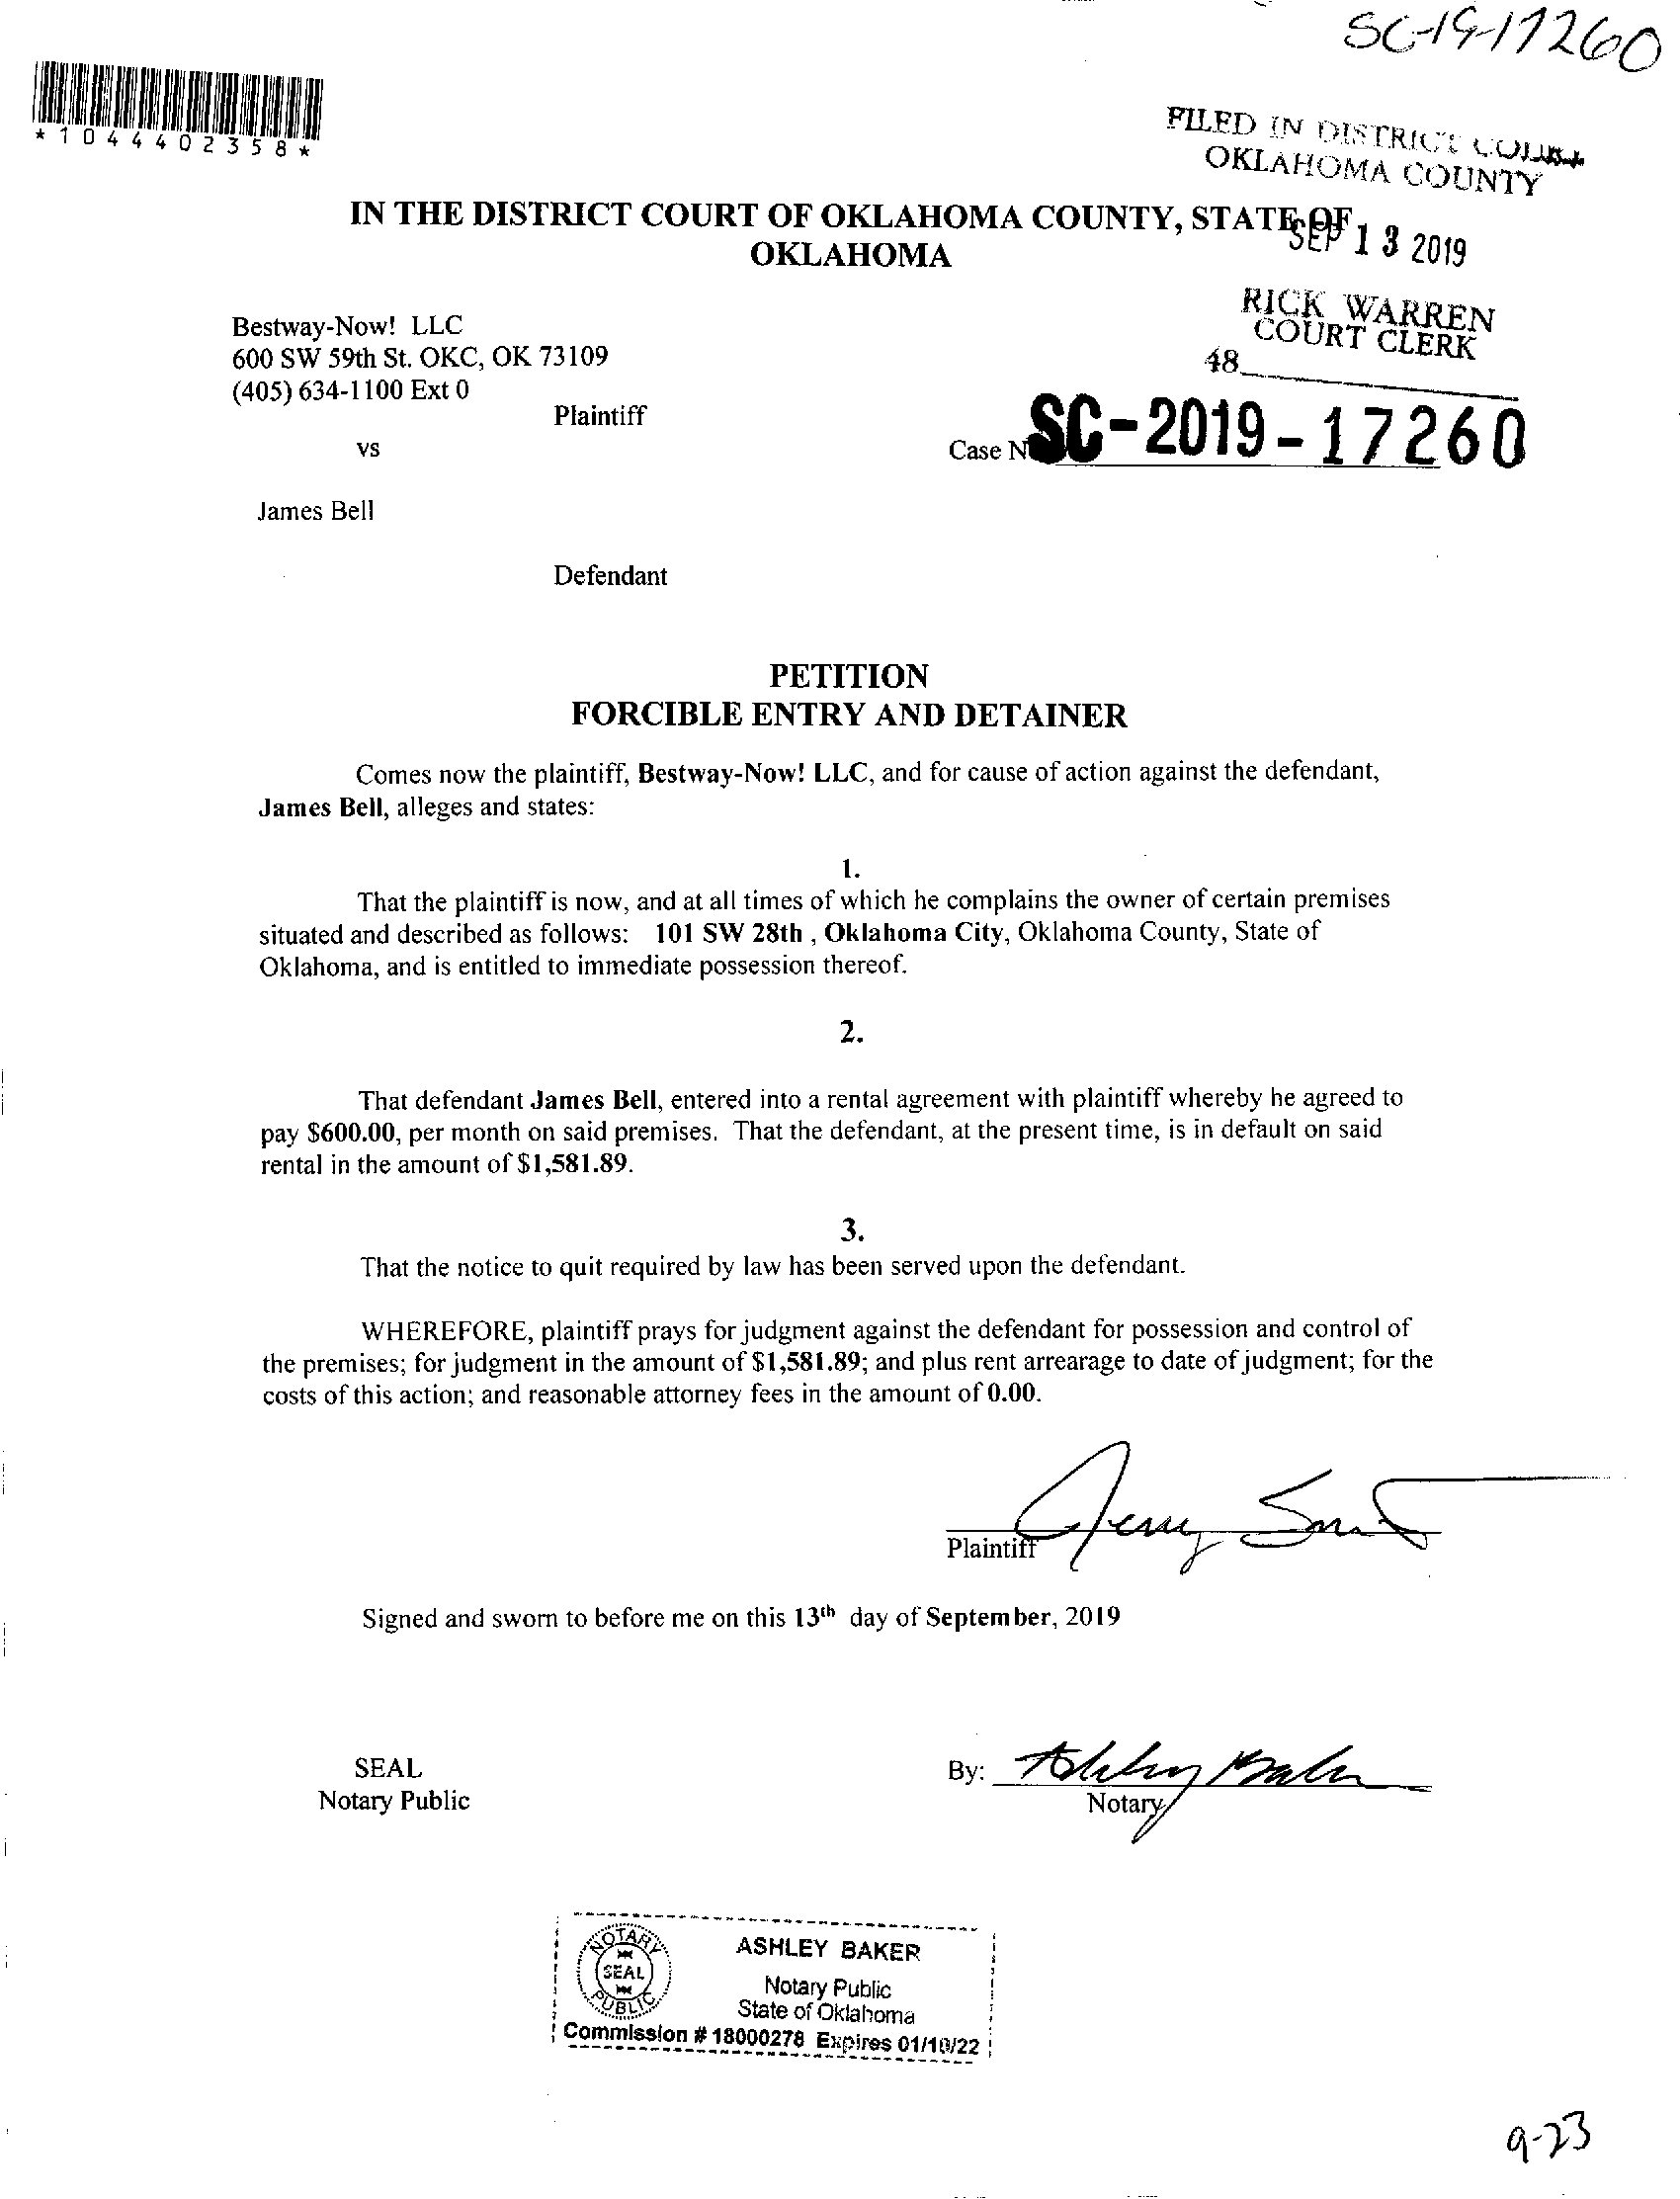 SC-19-17260
*1044402358*
FILED IN DISTRICT COURT
OKLAHOMA COUNTY
IN THE DISTRICT COURT OF OKLAHOMA COUNTY, STATE OF
OKLAHOMA
SEP 13 2019
RICK WARREN
COURT CLERK
48
Bestway-Now! LLC
600 SW 59th St. OKC, OK 73109
(405) 634-1100 Ext 0
Plaintiff
vs
Case N SC-2019-17260
James Bell
Defendant
PETITION
FORCIBLE ENTRY AND DETAINER
Comes now the plaintiff, Bestway-Now! LLC, and for cause of action against the defendant,
James Bell, alleges and states:
1.
That the plaintiff is now, and at all times of which he complains the owner of certain premises
situated and described as follows: 101 SW 28th , Oklahoma City, Oklahoma County, State of
Oklahoma, and is entitled to immediate possession thereof.
2.
That defendant James Bell, entered into a rental agreement with plaintiff whereby he agreed to
pay $600.00, per month on said premises. That the defendant, at the present time, is in default on said
rental in the amount of $1,581.89.
3.
That the notice to quit required by law has been served upon the defendant.
WHEREFORE, plaintiff prays for judgment against the defendant for possession and control of
the premises; for judgment in the amount of $1,581.89; and plus rent arrearage to date of judgment; for the
costs of this action; and reasonable attorney fees in the amount of 0.00.
Plaintiff
Signed and sworn to before me on this 13th day of September, 2019
SEAL
Notary Public
By: Ashley Baker
Notary
NOTARY
SEAL
PUBLIC
ASHLEY BAKER
Notary Public
State of Oklahoma
Commission # 18000278 Expires 01/10/22
9-23